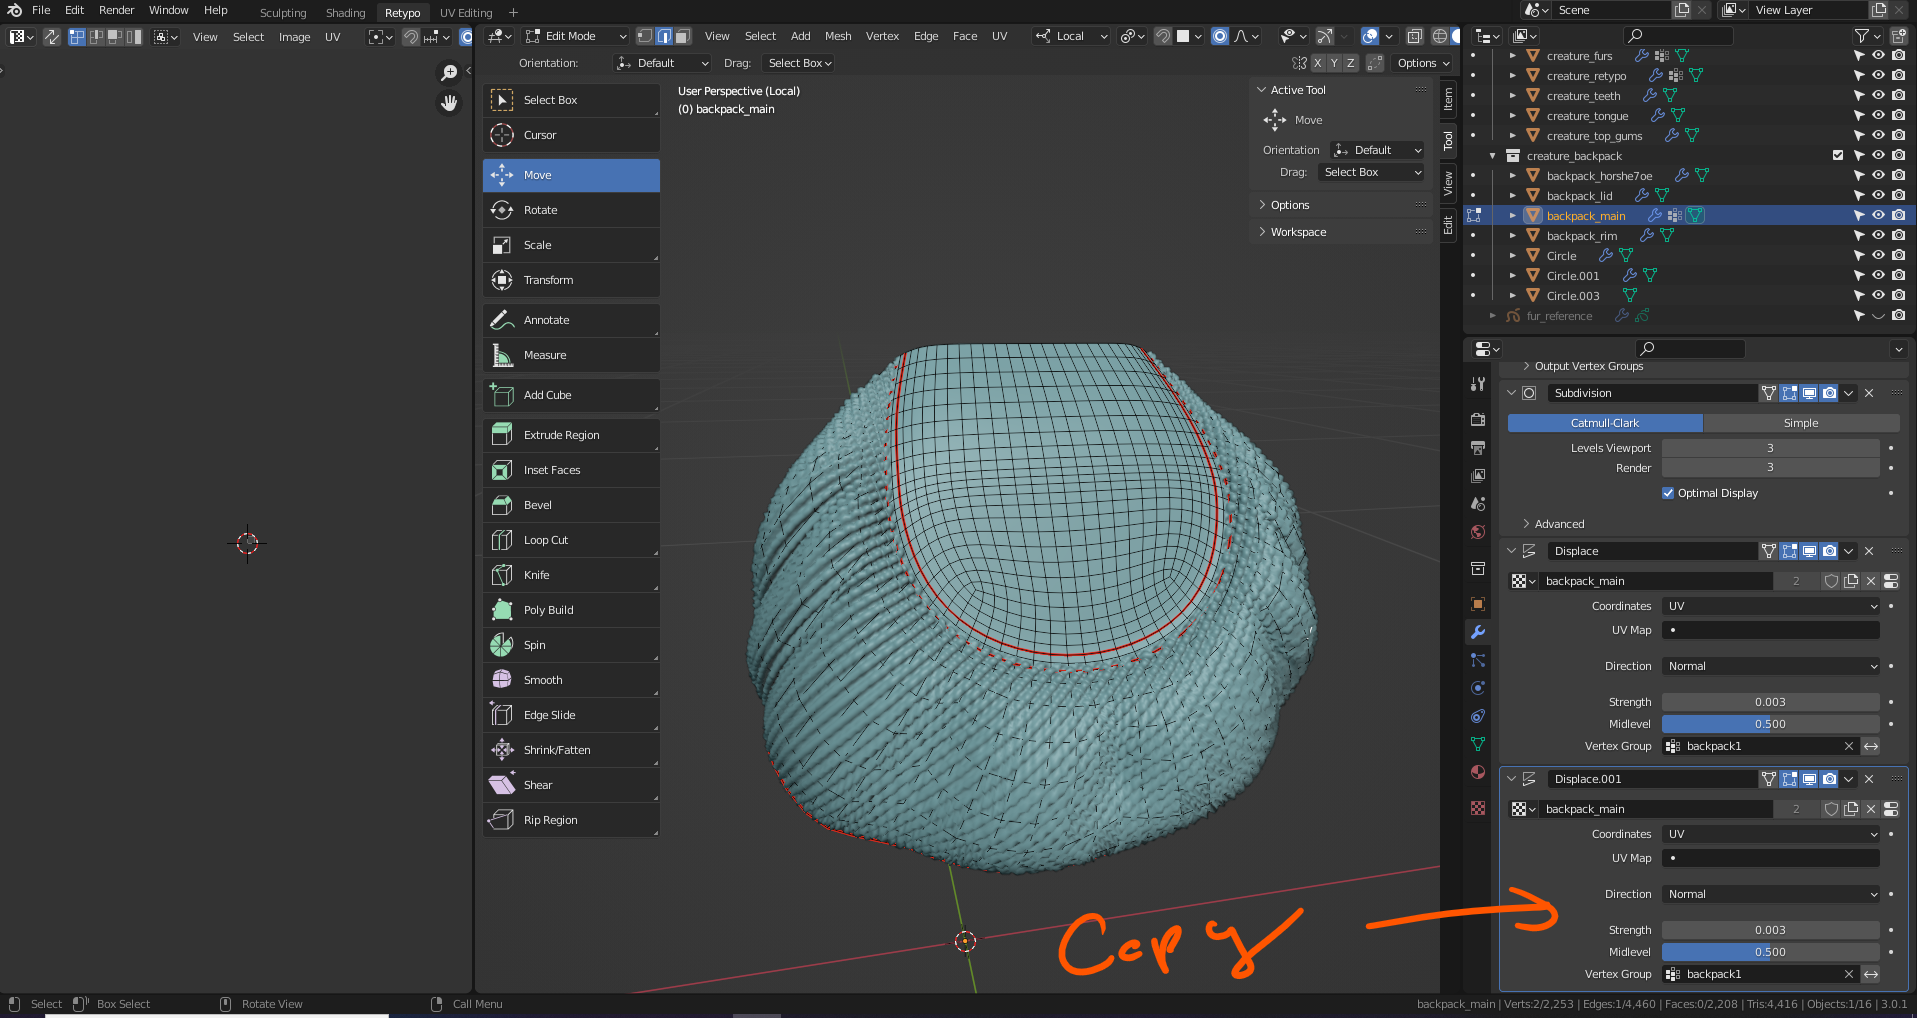 File Edit Render Window Help Sculpting Shading Retypo UV Editing + Scene View Layer
View Select Image UV Edit Mode View Select Add Mesh Vertex Edge Face UV Local
Orientation: Default Drag: Select Box X Y Z Options
User Perspective (Local)
(0) backpack_main
Select Box
Cursor
Move
Rotate
Scale
Transform
Annotate
Measure
Add Cube
Extrude Region
Inset Faces
Bevel
Loop Cut
Knife
Poly Build
Spin
Smooth
Edge Slide
Shrink/Fatten
Shear
Rip Region
Active Tool
Move
Orientation Default
Drag: Select Box
Options
Workspace
Item
Tool
View
Edit
creature_furs
creature_retypo
creature_teeth
creature_tongue
creature_top_gums
creature_backpack
backpack_horshe7oe
backpack_lid
backpack_main
backpack_rim
Circle
Circle.001
Circle.003
fur_reference
Output Vertex Groups
Subdivision
Catmull-Clark Simple
Levels Viewport 3
Render 3
Optimal Display
Advanced
Displace
backpack_main 2
Coordinates UV
UV Map
Direction Normal
Strength 0.003
Midlevel 0.500
Vertex Group backpack1
Displace.001
backpack_main 2
Coordinates UV
UV Map
Direction Normal
Strength 0.003
Midlevel 0.500
Vertex Group backpack1
Copy
Select Box Select Rotate View Call Menu
backpack_main | Verts:2/2,253 | Edges:1/4,460 | Faces:0/2,208 | Tris:4,416 | Objects:1/16 | 3.0.1